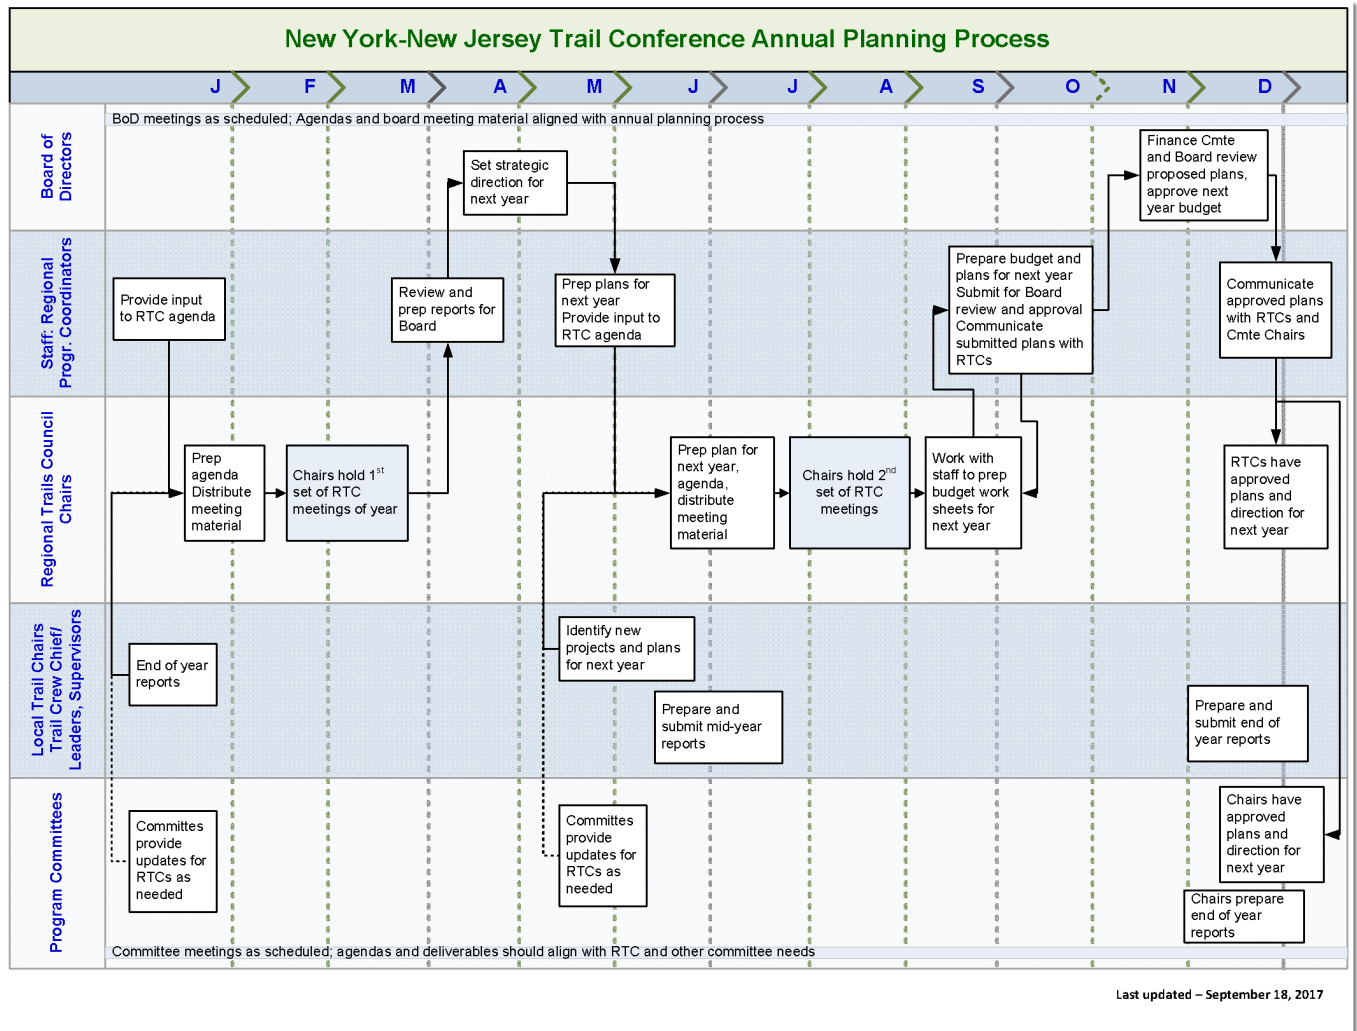 New York-New Jersey Trail Conference Annual Planning Process
J F M A M J J A S O N D
Board of
Directors
BoD meetings as scheduled; Agendas and board meeting material aligned with annual planning process
Set strategic
direction for
next year
Finance Cmte
and Board review
proposed plans,
approve next
year budget
Staff: Regional
Progr. Coordinators
Provide input
to RTC agenda
Review and
prep reports for
Board
Prep plans for
next year
Provide input to
RTC agenda
Prepare budget and
plans for next year
Submit for Board
review and approval
Communicate
submitted plans with
RTCs
Communicate
approved plans
with RTCs and
Cmte Chairs
Regional Trails Council
Chairs
Prep
agenda
Distribute
meeting
material
Chairs hold 1st
set of RTC
meetings of year
Prep plan for
next year,
agenda,
distribute
meeting
material
Chairs hold 2nd
set of RTC
meetings
Work with
staff to prep
budget work
sheets for
next year
RTCs have
approved
plans and
direction for
next year
Local Trail Chairs
Trail Crew Chief/
Leaders, Supervisors
End of year
reports
Identify new
projects and plans
for next year
Prepare and
submit mid-year
reports
Prepare and
submit end of
year reports
Program Committees
Committes
provide
updates for
RTCs as
needed
Committes
provide
updates for
RTCs as
needed
Chairs have
approved
plans and
direction for
next year
Chairs prepare
end of year
reports
Committee meetings as scheduled; agendas and deliverables should align with RTC and other committee needs
Last updated – September 18, 2017